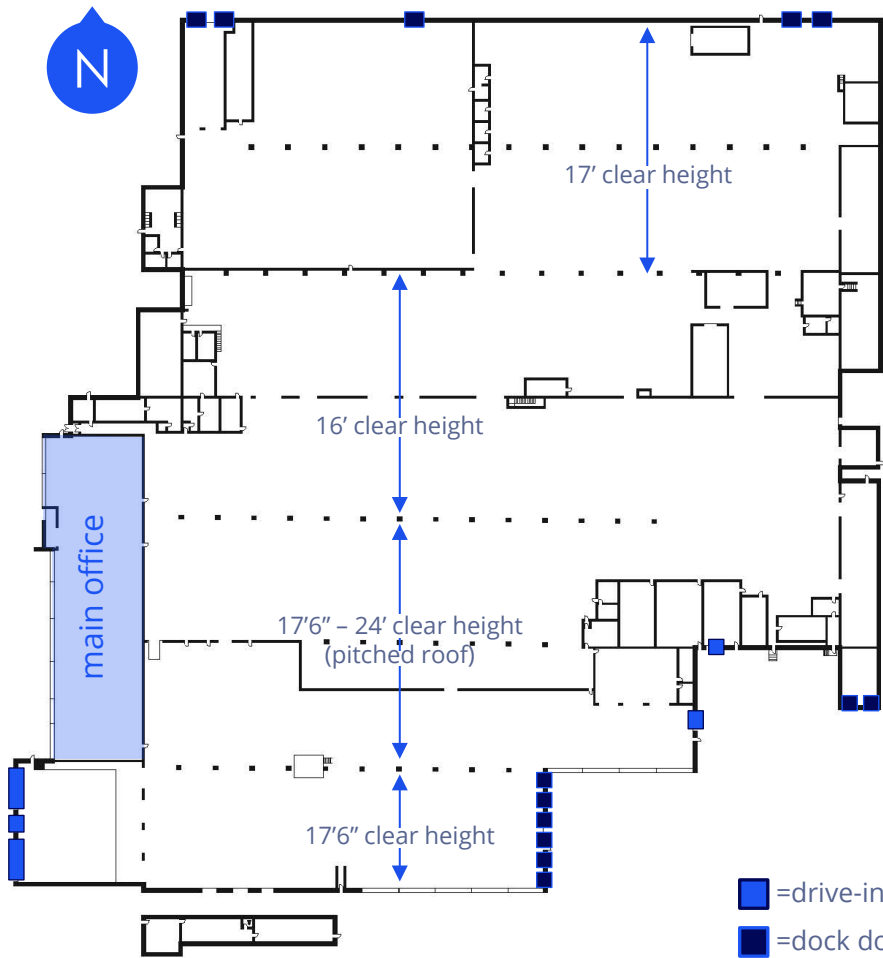 N
17’ clear height
16’ clear height
main office
17’6” – 24’ clear height
(pitched roof)
17’6” clear height
=drive-in
=dock do